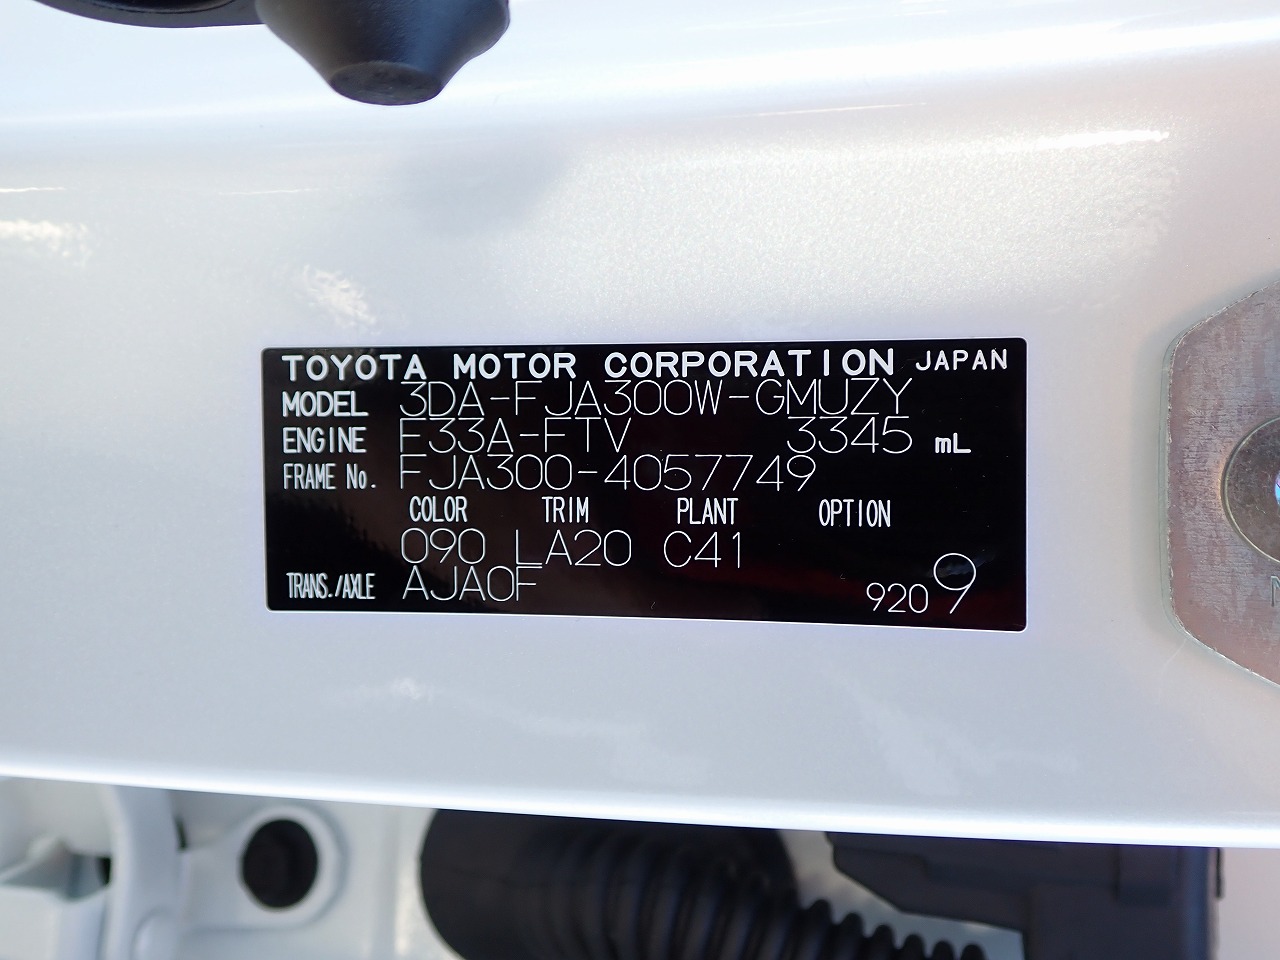 TOYOTA MOTOR CORPORATION JAPAN
MODEL 3DA-FJA300W-GMUZY
ENGINE F33A-FTV 3345 mL
FRAME No. FJA300-4057749
COLOR TRIM PLANT OPTION
090 LA20 C41
TRANS./AXLE AJA0F 9209